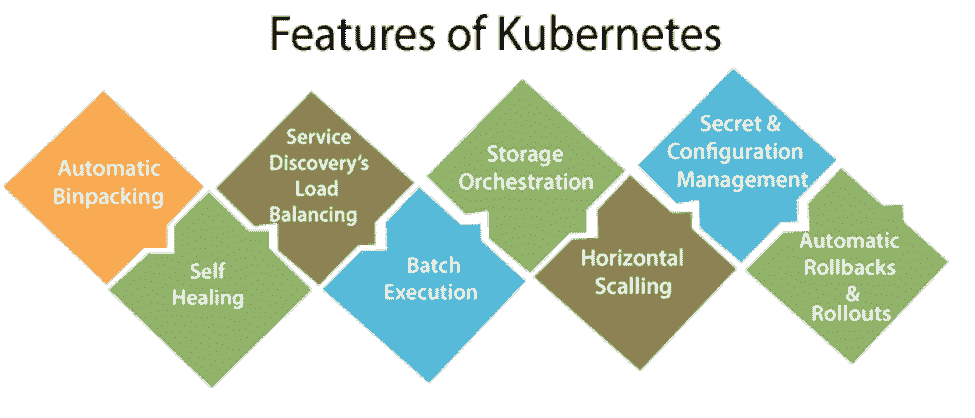 Features of Kubernetes
Automatic
Binpacking
Self
Healing
Service
Discovery's
Load
Balancing
Batch
Execution
Storage
Orchestration
Horizontal
Scalling
Secret &
Configuration
Management
Automatic
Rollbacks
&
Rollouts